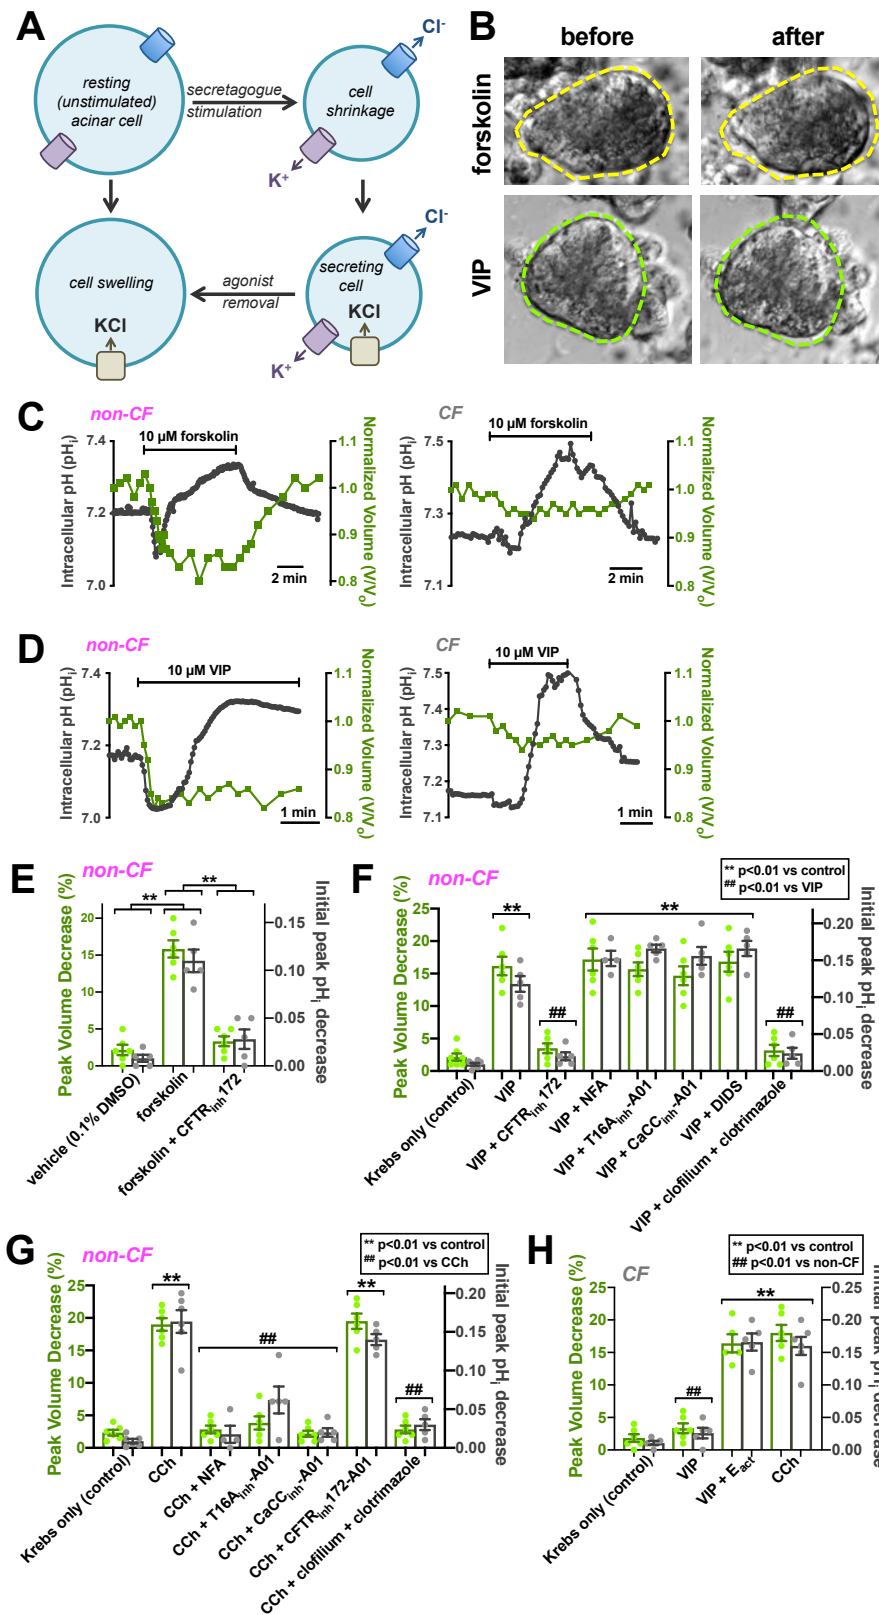 A
Cl-
resting
(unstimulated)
acinar cell
secretagogue
stimulation
cell
shrinkage
K+
Cl-
cell swelling
agonist
removal
secreting
cell
KCl
KCl
K+
B
before
after
forskolin
VIP
C
non-CF
10 µM forskolin
Intracellular pH (pHi)
7.4
7.2
7.0
Normalized Volume (V/Vo)
1.1
1.0
0.9
0.8
2 min
CF
10 µM forskolin
Intracellular pH (pHi)
7.5
7.3
7.1
Normalized Volume (V/Vo)
1.1
1.0
0.9
0.8
2 min
D
non-CF
10 µM VIP
Intracellular pH (pHi)
7.4
7.2
7.0
Normalized Volume (V/Vo)
1.1
1.0
0.9
0.8
1 min
CF
10 µM VIP
Intracellular pH (pHi)
7.5
7.4
7.3
7.2
7.1
Normalized Volume (V/Vo)
1.1
1.0
0.9
0.8
1 min
E
non-CF
**
**
Peak Volume Decrease (%)
20
15
10
5
0
Initial peak pHi decrease
0.15
0.10
0.05
0.00
vehicle (0.1% DMSO)
forskolin
forskolin + CFTRinh172
F
non-CF
** p<0.01 vs control
## p<0.01 vs VIP
Peak Volume Decrease (%)
25
20
15
10
5
0
**
##
**
##
Initial peak pHi decrease
0.20
0.15
0.10
0.05
0.00
Krebs only (control)
VIP
VIP + CFTRinh172
VIP + NFA
VIP + T16Ainh-A01
VIP + CaCCinh-A01
VIP + DIDS
VIP + clofilium + clotrimazole
G
non-CF
** p<0.01 vs control
## p<0.01 vs CCh
Peak Volume Decrease (%)
25
20
15
10
5
0
**
##
**
##
Initial peak pHi decrease
0.20
0.15
0.10
0.05
0.00
Krebs only (control)
CCh
CCh + NFA
CCh + T16Ainh-A01
CCh + CaCCinh-A01
CCh + CFTRinh172-A01
CCh + clofilium + clotrimazole
H
CF
** p<0.01 vs control
## p<0.01 vs non-CF
Peak Volume Decrease (%)
25
20
15
10
5
0
##
**
Initial peak pHi decrease
0.25
0.20
0.15
0.10
0.05
0.00
Krebs only (control)
VIP
VIP + Eact
CCh